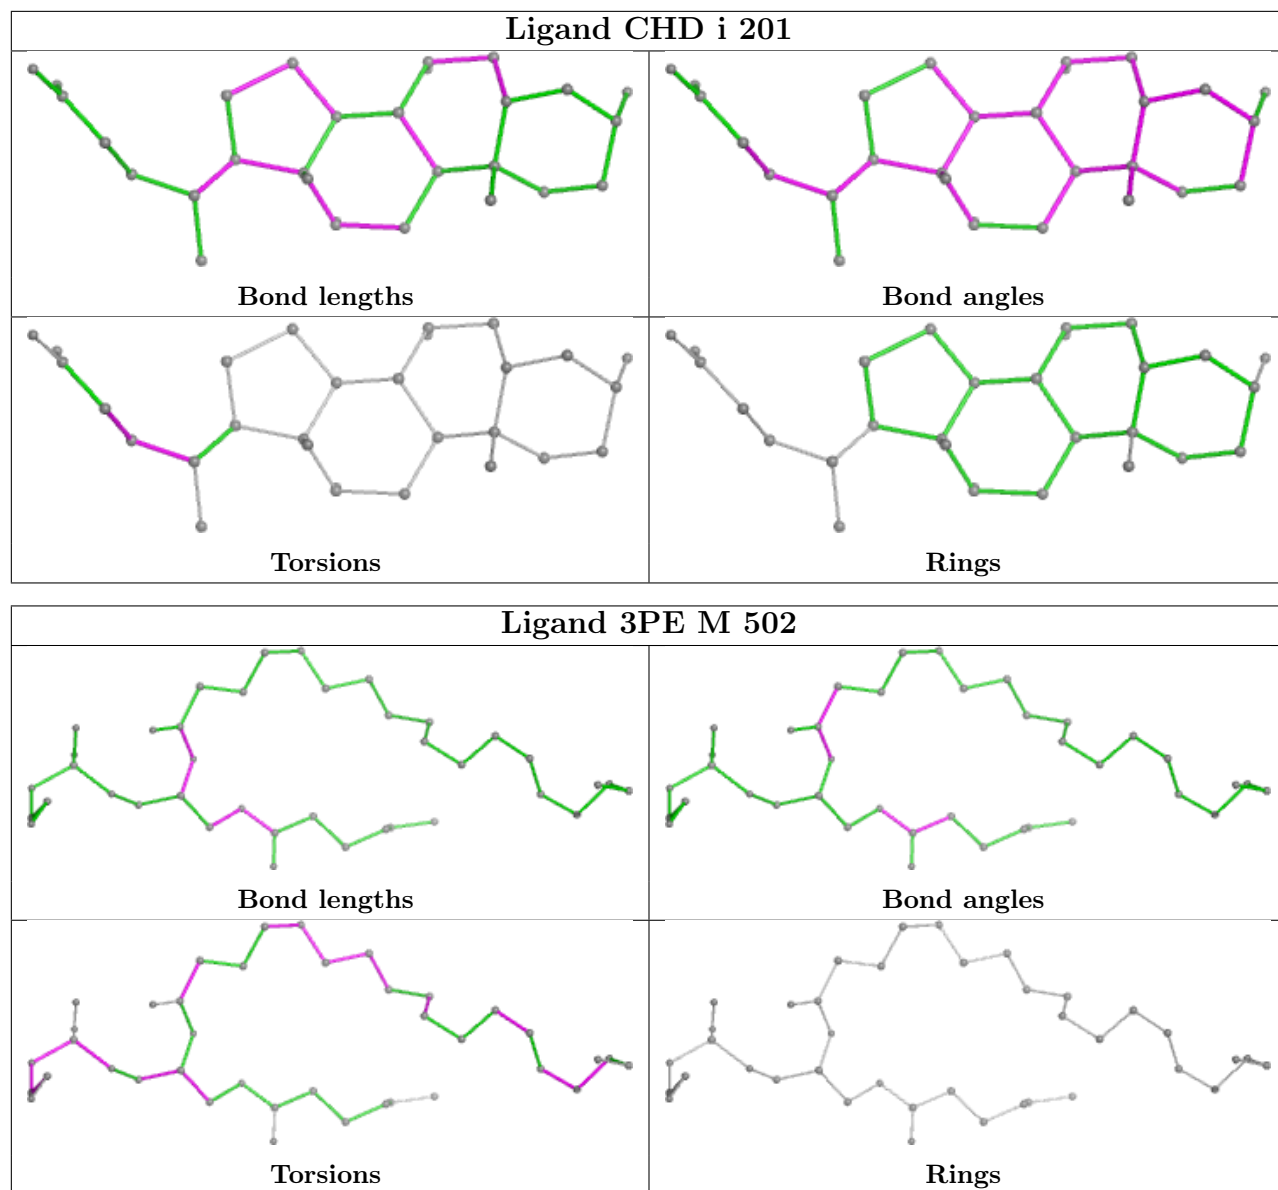 Ligand CHD i 201
Bond lengths
Bond angles
Torsions
Rings
Ligand 3PE M 502
Bond lengths
Bond angles
Torsions
Rings